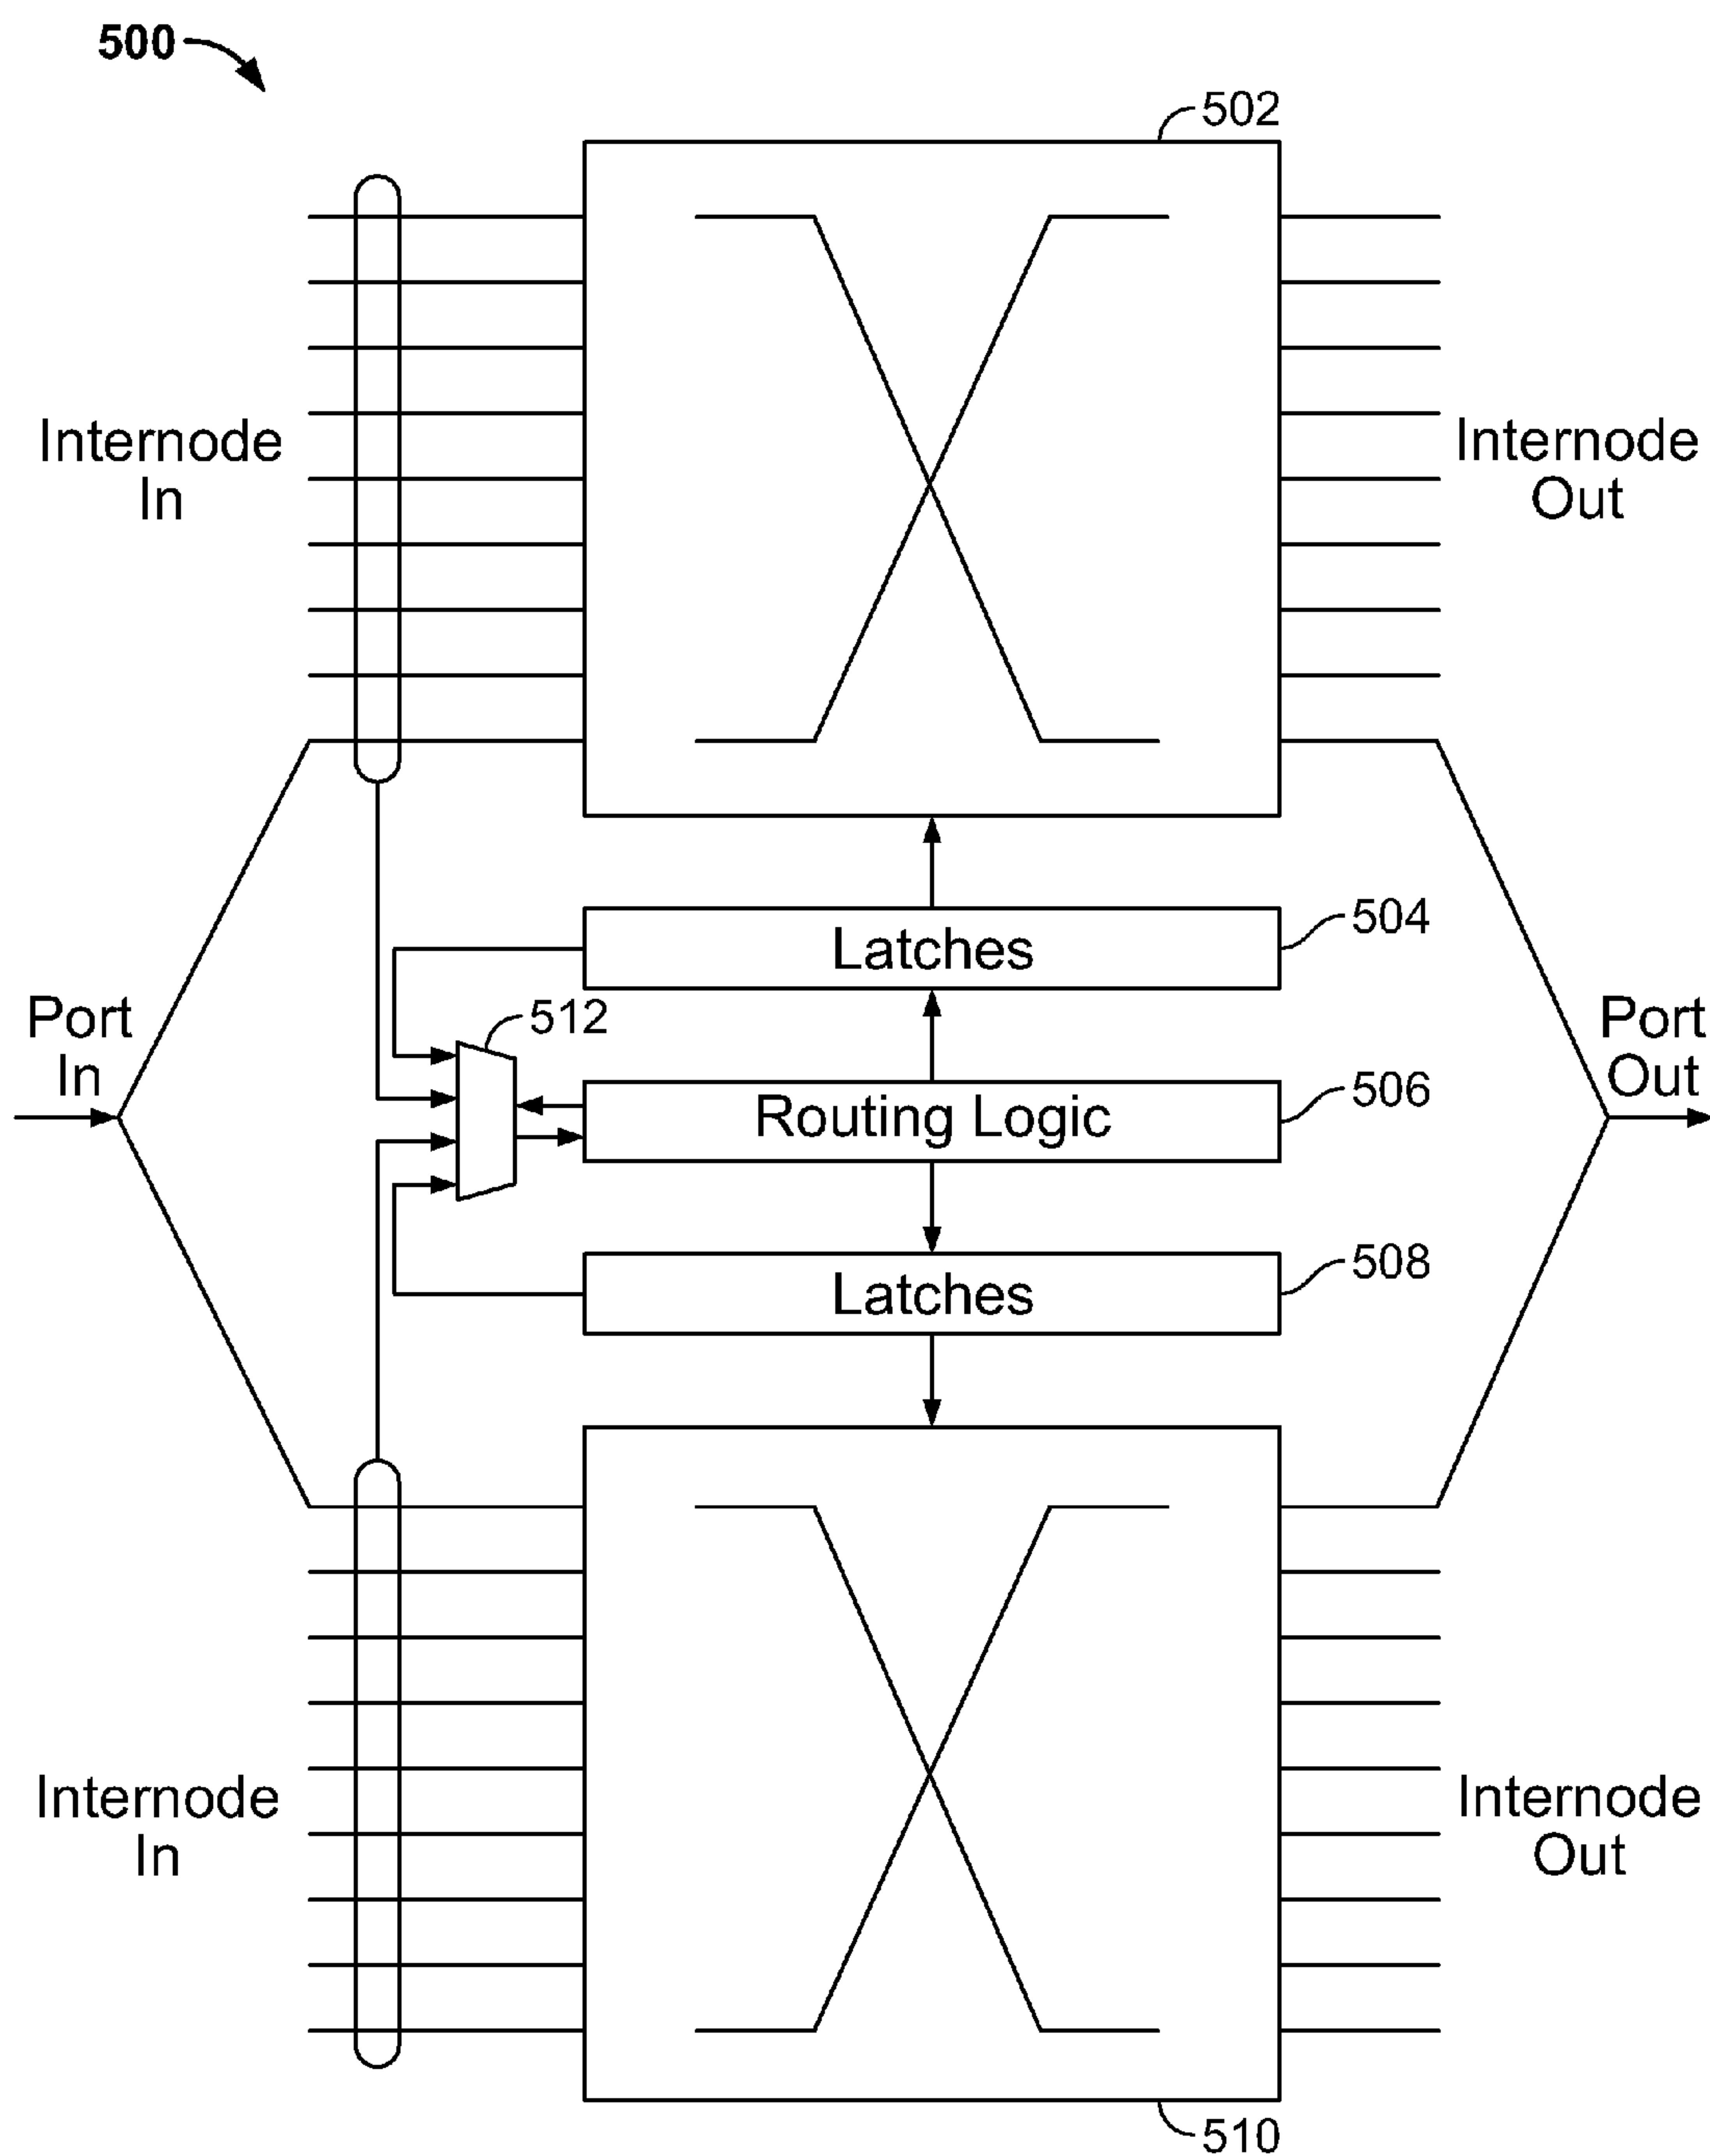 500
502
Internode
In
Internode
Out
Latches
504
Port
In
512
Port
Out
Routing Logic
506
Latches
508
Internode
In
Internode
Out
510